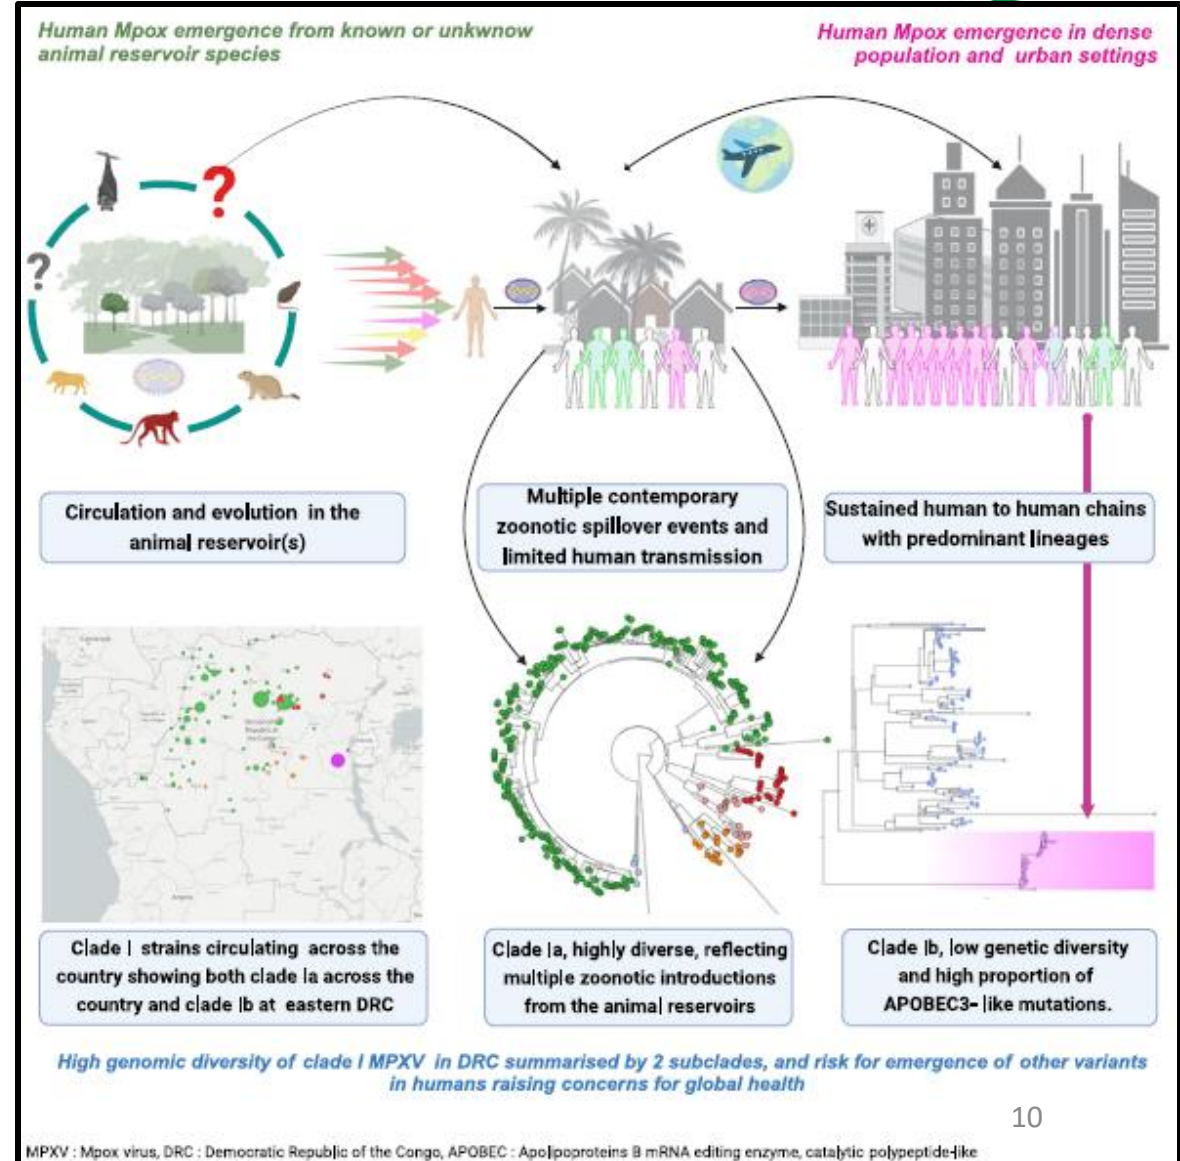 Human Mpox emergence from known or unkwnow
animal reservoir species
Human Mpox emergence in dense
population and urban settings
?
?
Circulation and evolution in the
animal reservoir(s)
Multiple contemporary
zoonotic spillover events and
limited human transmission
Sustained human to human chains
with predominant lineages
Clade I strains circulating across the
country showing both clade Ia across the
country and clade Ib at eastern DRC
Clade Ia, highly diverse, reflecting
multiple zoonotic introductions
from the animal reservoirs
Clade Ib, low genetic diversity
and high proportion of
APOBEC3- like mutations.
High genomic diversity of clade I MPXV in DRC summarised by 2 subclades, and risk for emergence of other variants
in humans raising concerns for global health
10
MPXV : Mpox virus, DRC : Democratic Republic of the Congo, APOBEC : Apolipoproteins B mRNA editing enzyme, catalytic polypeptide-like